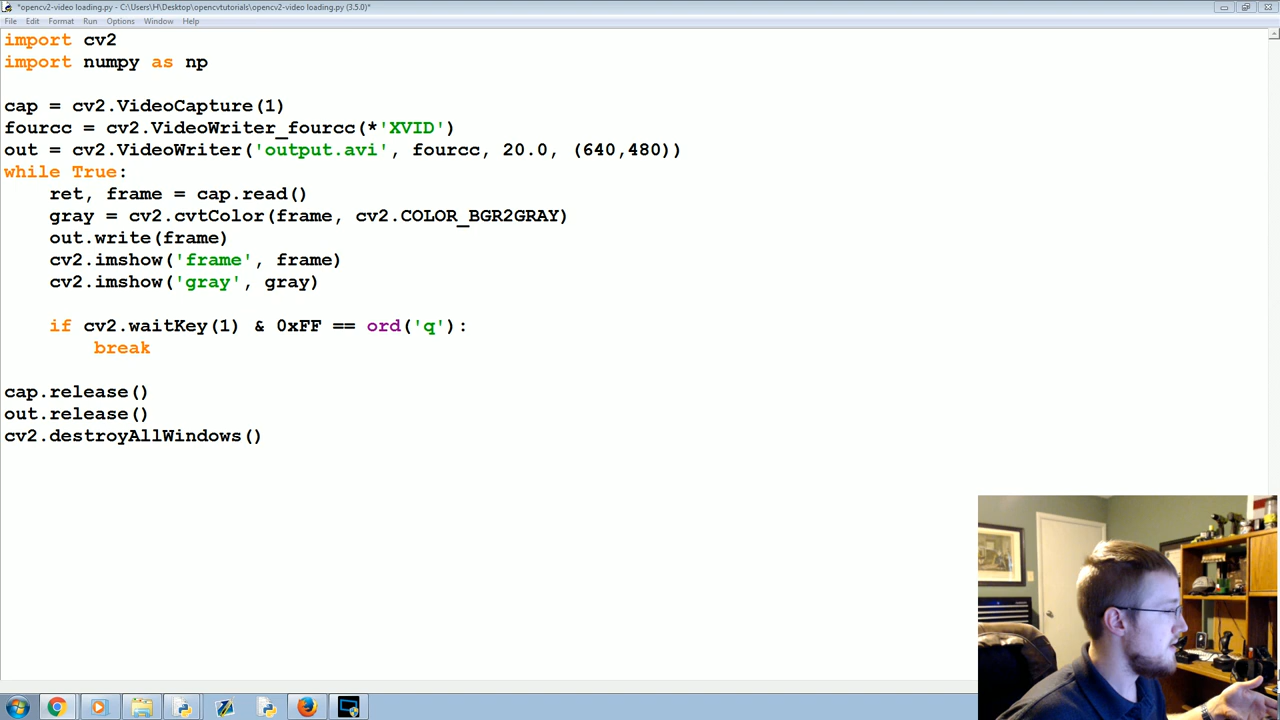 *opencv2-video loading.py - C:\Users\H\Desktop\opencvtutorials\opencv2-video loading.py (3.5.0)*
File Edit Format Run Options Window Help
import cv2
import numpy as np
cap = cv2.VideoCapture(1)
fourcc = cv2.VideoWriter_fourcc(*'XVID')
out = cv2.VideoWriter('output.avi', fourcc, 20.0, (640,480))
while True:
    ret, frame = cap.read()
    gray = cv2.cvtColor(frame, cv2.COLOR_BGR2GRAY)
    out.write(frame)
    cv2.imshow('frame', frame)
    cv2.imshow('gray', gray)
    if cv2.waitKey(1) & 0xFF == ord('q'):
        break
cap.release()
out.release()
cv2.destroyAllWindows()